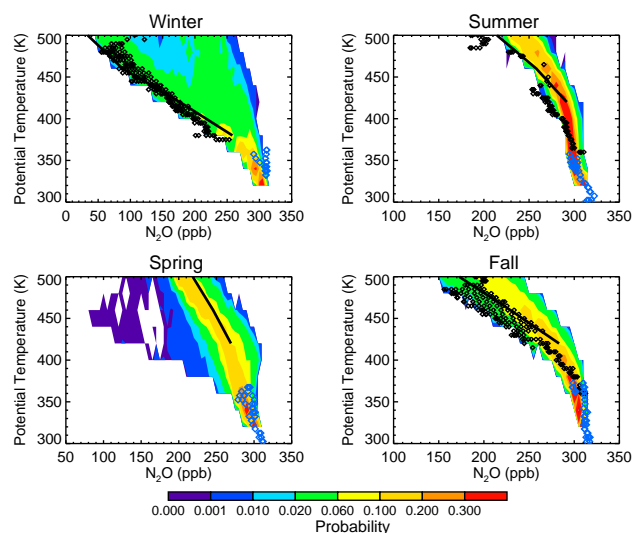 Winter
Summer
500
450
400
350
300
Potential Temperature (K)
0 50 100 150 200 250 300 350
N₂O (ppb)
500
450
400
350
300
Potential Temperature (K)
100 150 200 250 300 350
N₂O (ppb)
Spring
Fall
500
450
400
350
300
Potential Temperature (K)
50 100 150 200 250 300 350
N₂O (ppb)
500
450
400
350
300
Potential Temperature (K)
100 150 200 250 300 350
N₂O (ppb)
0.000 0.001 0.010 0.020 0.060 0.100 0.200 0.300
Probability